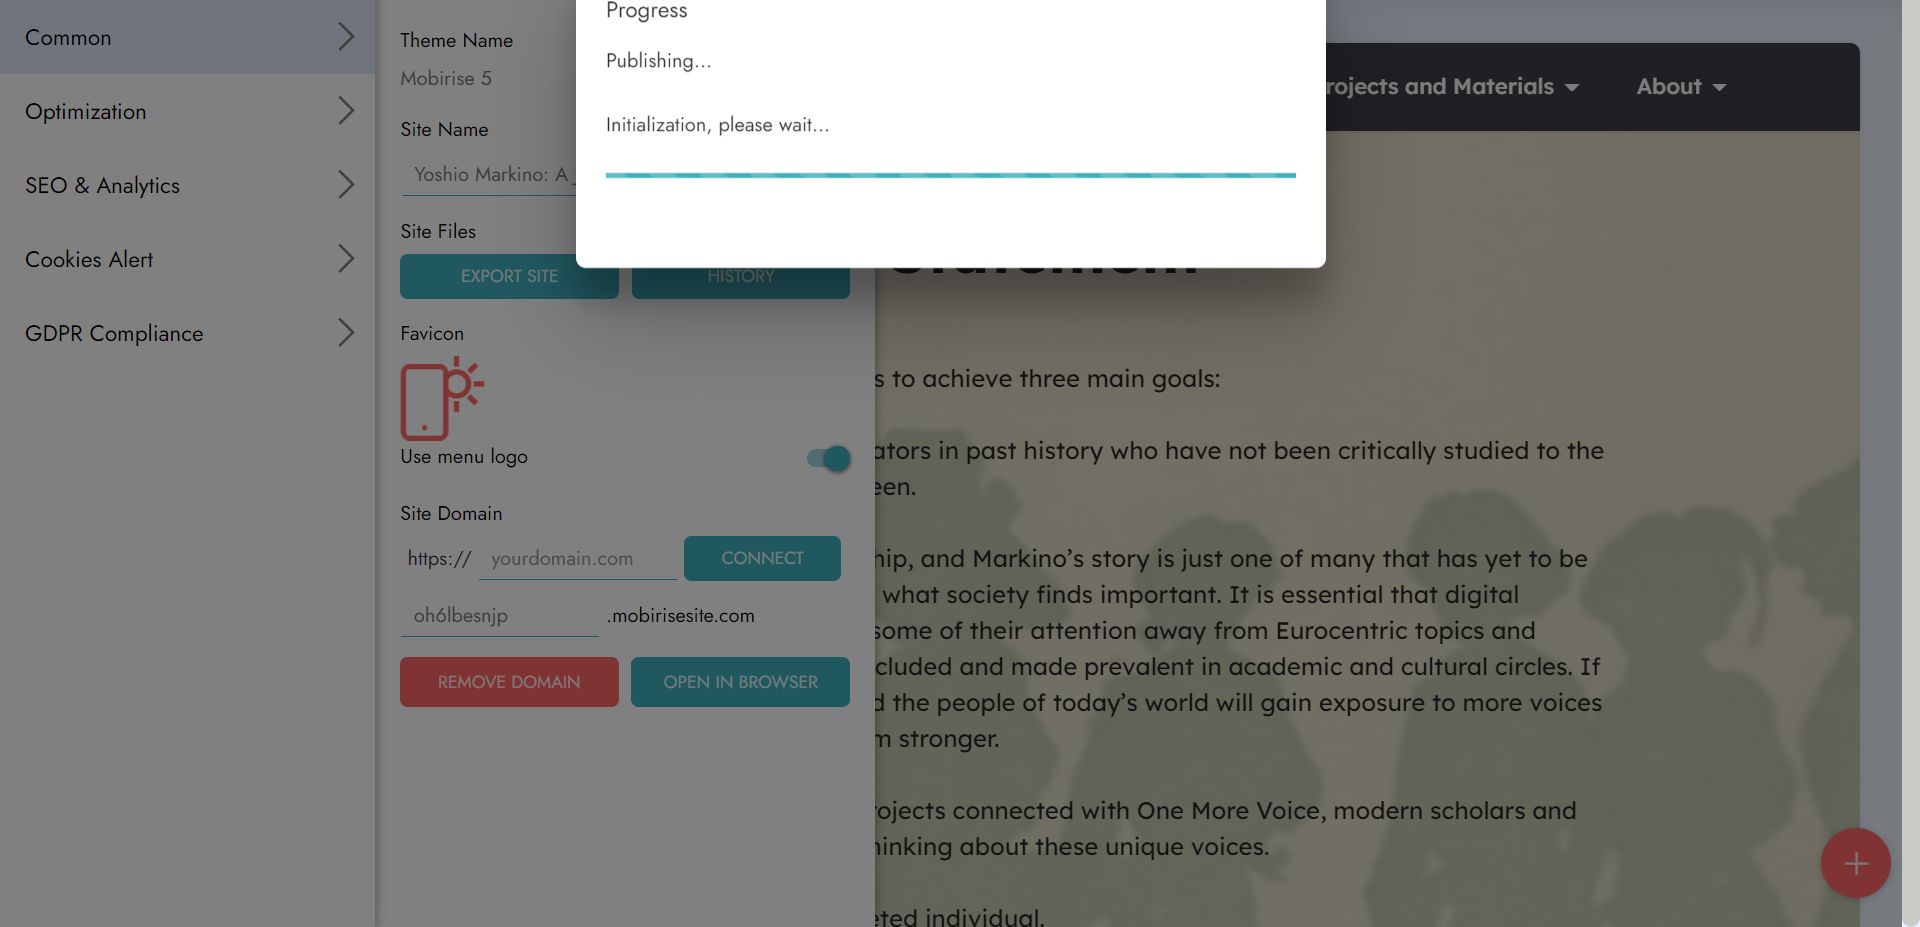 Common
Optimization
SEO & Analytics
Cookies Alert
GDPR Compliance
Theme Name
Mobirise 5
Site Name
Yoshio Markino: A
Site Files
EXPORT SITE
HISTORY
Favicon
Use menu logo
Site Domain
https://
yourdomain.com
CONNECT
oh6lbesnjp
.mobirisesite.com
REMOVE DOMAIN
OPEN IN BROWSER
Progress
Publishing...
Initialization, please wait...
rojects and Materials
About
Statement
s to achieve three main goals:
ators in past history who have not been critically studied to the
een.
hip, and Markino’s story is just one of many that has yet to be
what society finds important. It is essential that digital
some of their attention away from Eurocentric topics and
cluded and made prevalent in academic and cultural circles. If
d the people of today’s world will gain exposure to more voices
m stronger.
rojects connected with One More Voice, modern scholars and
hinking about these unique voices.
eted individual.